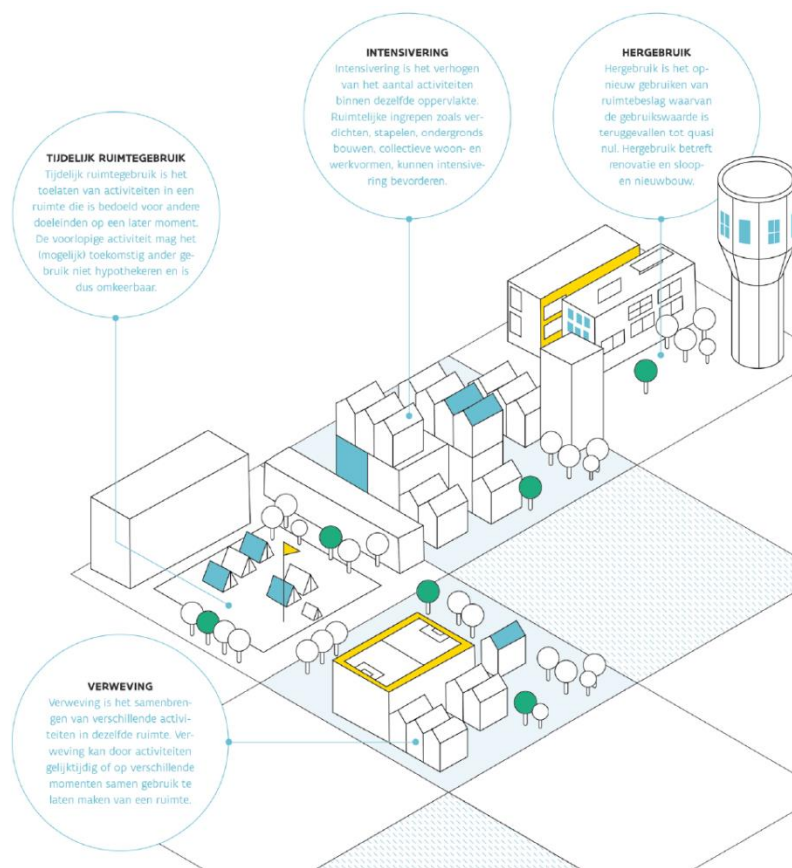 INTENSIVERING
Intensivering is het verhogen
van het aantal activiteiten
binnen dezelfde oppervlakte.
Ruimtelijke ingrepen zoals ver-
dichten, stapelen, ondergronds
bouwen, collectieve woon- en
werkvormen, kunnen intensive-
ring bevorderen.
HERGEBRUIK
Hergebruik is het op-
nieuw gebruiken van
ruimtebeslag waarvan
de gebruikswaarde is
teruggevallen tot quasi
nul. Hergebruik betreft
renovatie en sloop-
en nieuwbouw.
TIJDELIJK RUIMTEGEBRUIK
Tijdelijk ruimtegebruik is het
toelaten van activiteiten in een
ruimte die is bedoeld voor andere
doeleinden op een later moment.
De voorlopige activiteit mag het
(mogelijk) toekomstig ander ge-
bruik niet hypothekeren en is
dus omkeerbaar.
VERWEVING
Verweving is het samenbren-
gen van verschillende activi-
teiten in dezelfde ruimte. Ver-
weving kan door activiteiten
gelijktijdig of op verschillende
momenten samen gebruik te
laten maken van een ruimte.